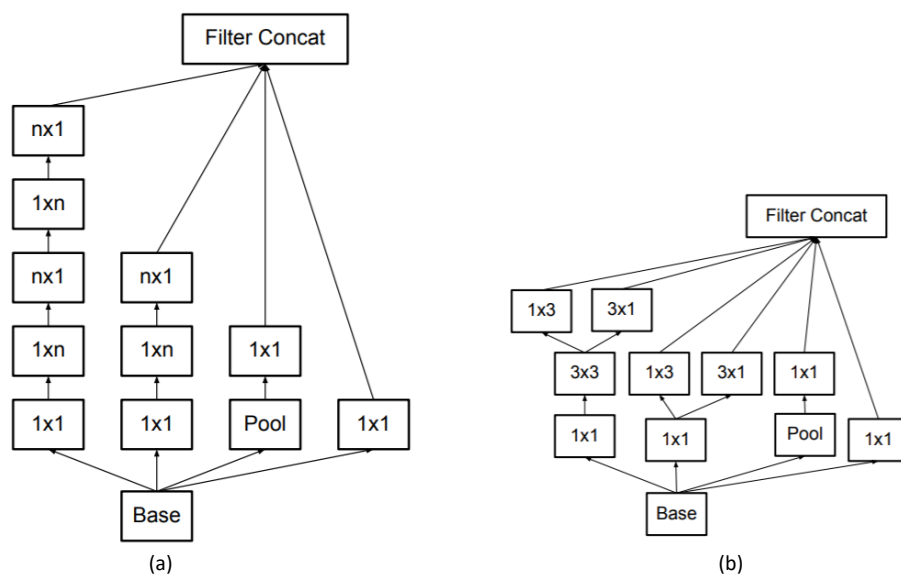 Filter Concat
nx1
1xn
nx1
nx1
1xn
1xn
1x1
1x1
1x1
Pool
1x1
Base
(a)
Filter Concat
1x3
3x1
3x3
1x3
3x1
1x1
1x1
1x1
Pool
1x1
Base
(b)